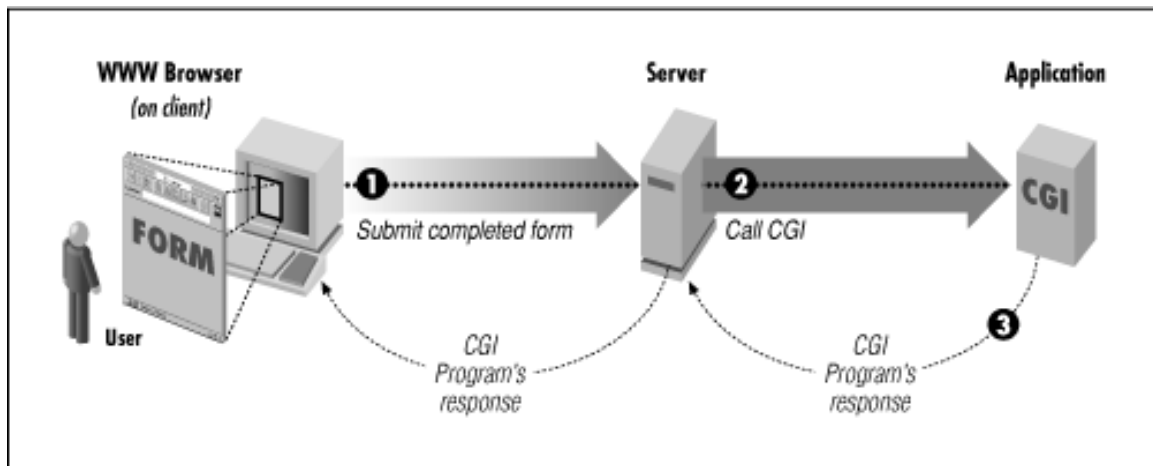 WWW Browser
(on client)
Server
Application
1
Submit completed form
2
Call CGI
CGI
FORM
User
3
CGI
Program's
response
CGI
Program's
response